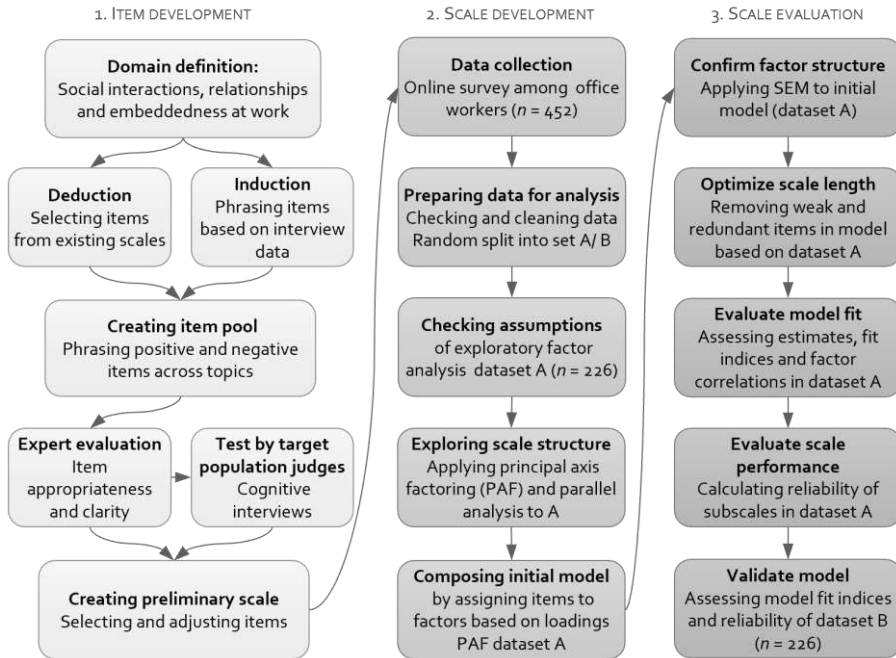 1. ITEM DEVELOPMENT
Domain definition:
Social interactions, relationships
and embeddedness at work
Deduction
Selecting items
from existing scales
Induction
Phrasing items
based on interview
data
Creating item pool
Phrasing positive and negative
items across topics
Expert evaluation
Item
appropriateness
and clarity
Test by target
population judges
Cognitive
interviews
Creating preliminary scale
Selecting and adjusting items
2. SCALE DEVELOPMENT
Data collection
Online survey among office
workers (n = 452)
Preparing data for analysis
Checking and cleaning data
Random split into set A/ B
Checking assumptions
of exploratory factor
analysis dataset A (n = 226)
Exploring scale structure
Applying principal axis
factoring (PAF) and parallel
analysis to A
Composing initial model
by assigning items to
factors based on loadings
PAF dataset A
3. SCALE EVALUATION
Confirm factor structure
Applying SEM to initial
model (dataset A)
Optimize scale length
Removing weak and
redundant items in model
based on dataset A
Evaluate model fit
Assessing estimates, fit
indices and factor
correlations in dataset A
Evaluate scale
performance
Calculating reliability of
subscales in dataset A
Validate model
Assessing model fit indices
and reliability of dataset B
(n = 226)